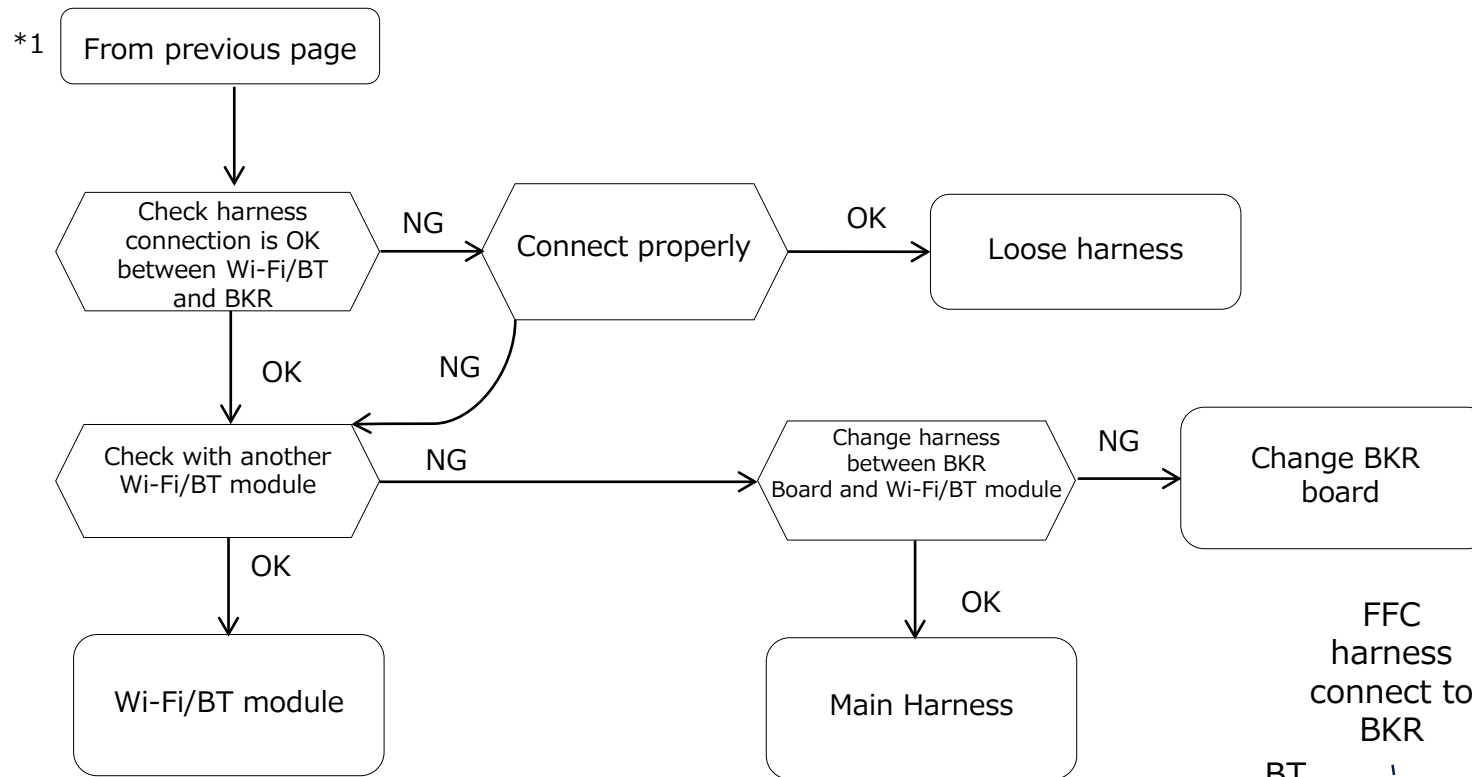 *1
From previous page
Check harness
connection is OK
between Wi-Fi/BT
and BKR
NG
Connect properly
OK
Loose harness
OK
NG
Check with another
Wi-Fi/BT module
NG
Change harness
between BKR
Board and Wi-Fi/BT module
NG
Change BKR
board
OK
OK
Wi-Fi/BT module
Main Harness
FFC
harness
connect to
BKR
BT